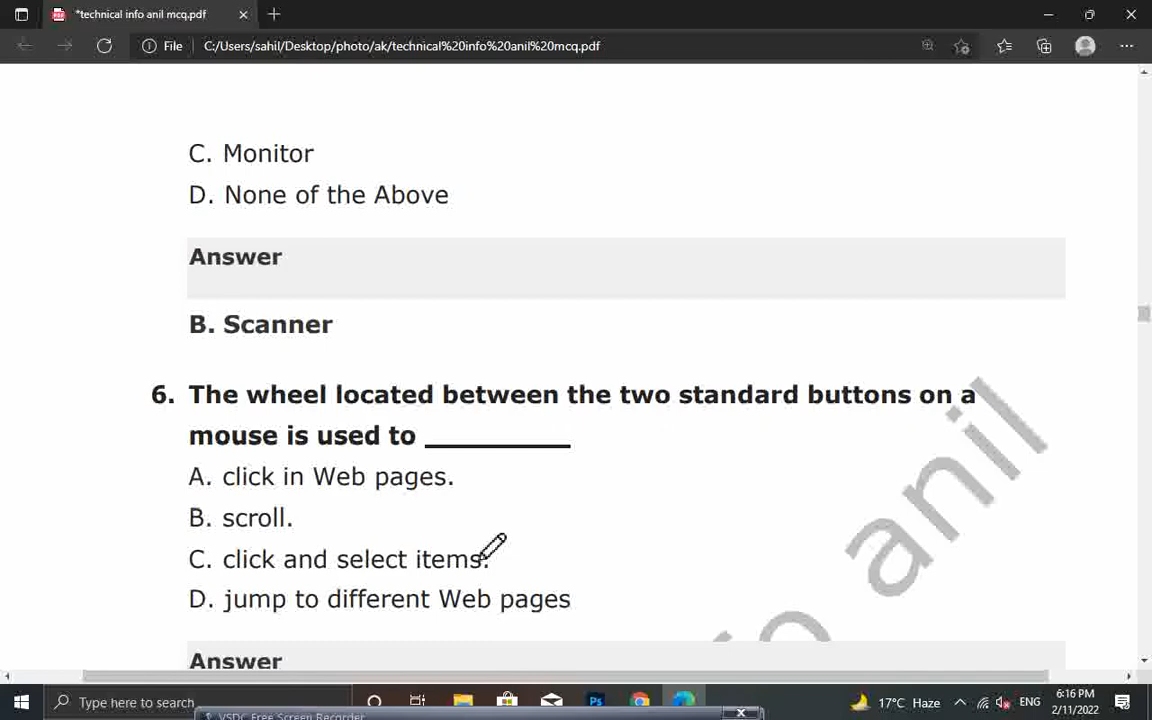 *technical info anil mcq.pdf
File
C:/Users/sahil/Desktop/photo/ak/technical%20info%20anil%20mcq.pdf
C. Monitor
D. None of the Above
Answer
B. Scanner
6. The wheel located between the two standard buttons on a
mouse is used to __________
A. click in Web pages.
B. scroll.
C. click and select items.
D. jump to different Web pages
o anil
Answer
Type here to search
17°C Haze
ENG
6:16 PM
2/11/2022
VSDC Free Screen Recorder